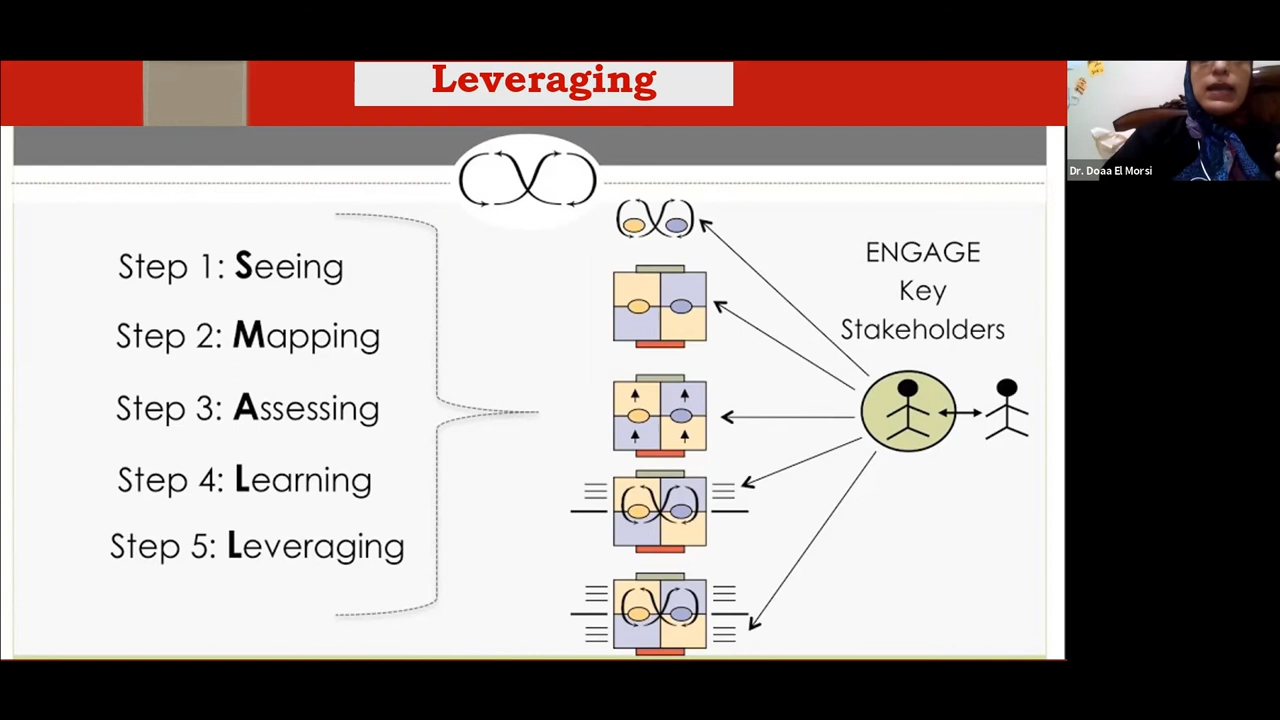 Leveraging
Dr. Doaa El Morsi
Step 1: Seeing
Step 2: Mapping
Step 3: Assessing
Step 4: Learning
Step 5: Leveraging
ENGAGE
Key
Stakeholders